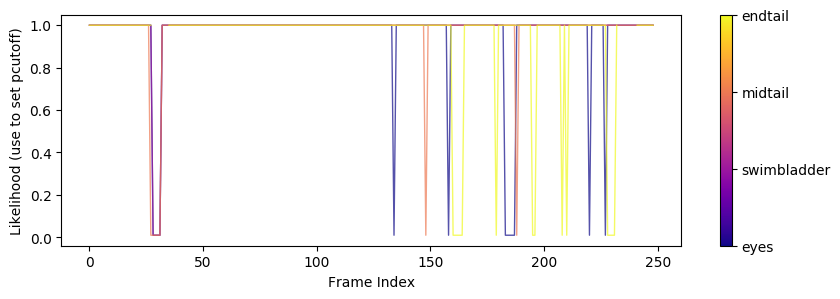 1.0
0.8
0.6
0.4
0.2
0.0
Likelihood (use to set pcutoff)
0
50
100
150
200
250
Frame Index
endtail
midtail
swimbladder
eyes